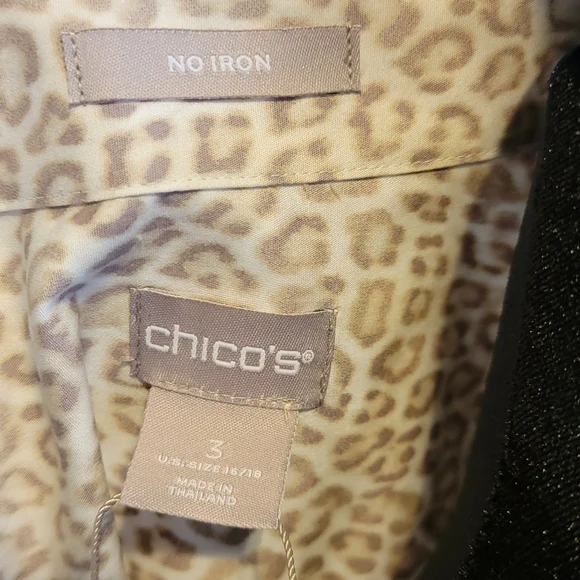 NO IRON
chico's®
3
U.S. SIZE 16/18
MADE IN
THAILAND